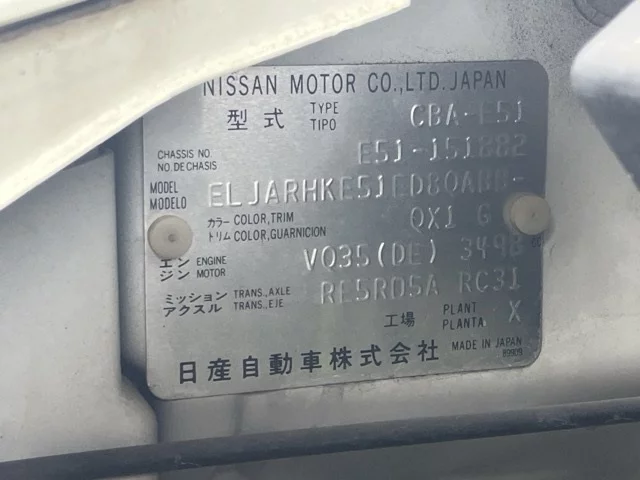 NISSAN MOTOR CO.,LTD. JAPAN
型式 TYPE TIPO CBA-E51
CHASSIS NO. NO. DE CHASIS E51-151882
MODEL MODELO ELJARHKE51ED80ABB-
カラー COLOR,TRIM トリム COLOR,GUARNICION QX1 G
エンジン ENGINE MOTOR VQ35(DE) 3498
ミッション TRANS.,AXLE アクスル TRANS.,EJE RE5R05A RC31
工場 PLANT PLANTA X
日産自動車株式会社 MADE IN JAPAN
89909